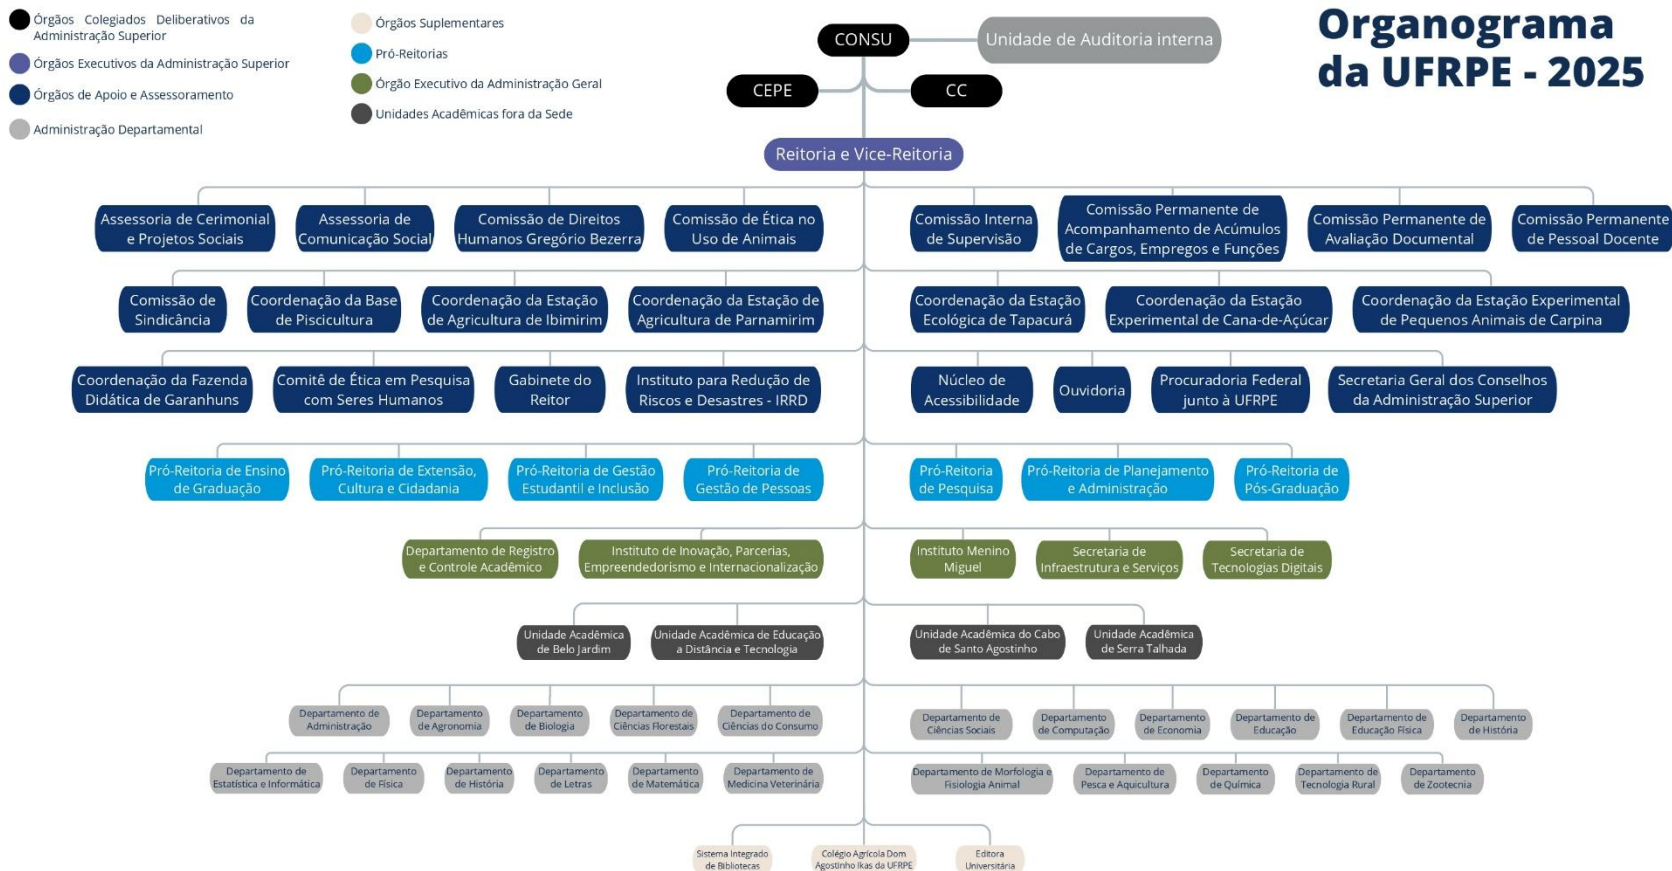 Órgãos Colegiados Deliberativos da
Administração Superior
Órgãos Executivos da Administração Superior
Órgãos de Apoio e Assessoramento
Administração Departamental
Órgãos Suplementares
Pró-Reitorias
Órgão Executivo da Administração Geral
Unidades Acadêmicas fora da Sede
Organograma
da UFRPE - 2025
CONSU
Unidade de Auditoria interna
CEPE
CC
Reitoria e Vice-Reitoria
Assessoria de Cerimonial
e Projetos Sociais
Assessoria de
Comunicação Social
Comissão de Direitos
Humanos Gregório Bezerra
Comissão de Ética no
Uso de Animais
Comissão Interna
de Supervisão
Comissão Permanente de
Acompanhamento de Acúmulos
de Cargos, Empregos e Funções
Comissão Permanente de
Avaliação Documental
Comissão Permanente
de Pessoal Docente
Comissão de
Sindicância
Coordenação da Base
de Piscicultura
Coordenação da Estação
de Agricultura de Ibimirim
Coordenação da Estação de
Agricultura de Parnamirim
Coordenação da Estação
Ecológica de Tapacurá
Coordenação da Estação
Experimental de Cana-de-Açúcar
Coordenação da Estação Experimental
de Pequenos Animais de Carpina
Coordenação da Fazenda
Didática de Garanhuns
Comitê de Ética em Pesquisa
com Seres Humanos
Gabinete do
Reitor
Instituto para Redução de
Riscos e Desastres - IRRD
Núcleo de
Acessibilidade
Ouvidoria
Procuradoria Federal
junto à UFRPE
Secretaria Geral dos Conselhos
da Administração Superior
Pró-Reitoria de Ensino
de Graduação
Pró-Reitoria de Extensão,
Cultura e Cidadania
Pró-Reitoria de Gestão
Estudantil e Inclusão
Pró-Reitoria de
Gestão de Pessoas
Pró-Reitoria
de Pesquisa
Pró-Reitoria de Planejamento
e Administração
Pró-Reitoria de
Pós-Graduação
Departamento de Registro
e Controle Acadêmico
Instituto de Inovação, Parcerias,
Empreendedorismo e Internacionalização
Instituto Menino
Miguel
Secretaria de
Infraestrutura e Serviços
Secretaria de
Tecnologias Digitais
Unidade Acadêmica
de Belo Jardim
Unidade Acadêmica de Educação
a Distância e Tecnologia
Unidade Acadêmica do Cabo
de Santo Agostinho
Unidade Acadêmica
de Serra Talhada
Departamento de
Administração
Departamento
de Agronomia
Departamento
de Biologia
Departamento de
Ciências Florestais
Departamento de
Ciências do Consumo
Departamento de
Ciências Sociais
Departamento
de Computação
Departamento
de Economia
Departamento de
Educação
Departamento de
Educação Física
Departamento
de História
Departamento de
Estatística e Informática
Departamento
de Física
Departamento
de História
Departamento
de Letras
Departamento
de Matemática
Departamento de
Medicina Veterinária
Departamento de Morfologia e
Fisiologia Animal
Departamento de
Pesca e Aquicultura
Departamento
de Química
Departamento de
Tecnologia Rural
Departamento
de Zootecnia
Sistema Integrado
de Bibliotecas
Colégio Agrícola Dom
Agostinho Ikas da UFRPE
Editora
Universitária